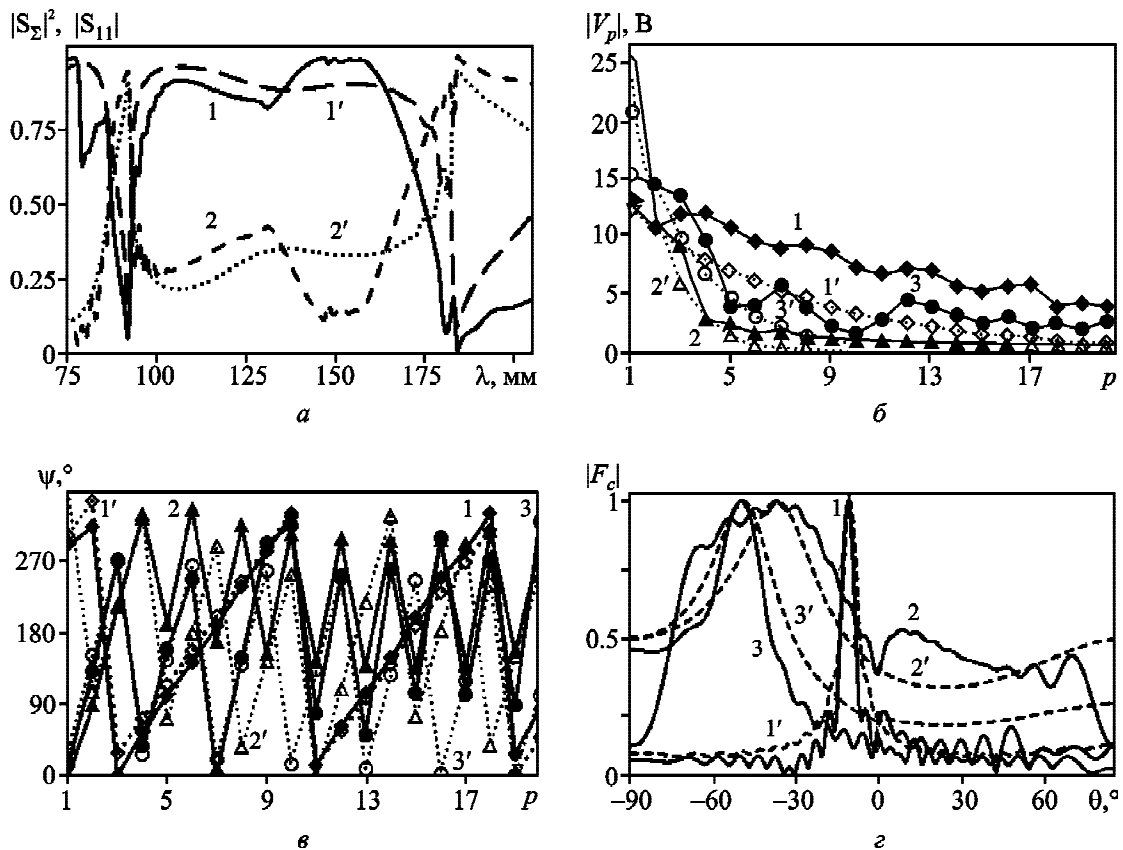 |S_Σ|², |S₁₁|
0.75
0.50
0.25
0
75 100 125 150 175 λ, мм
1 1′ 2 2′
а
|V_p|, В
25
20
15
10
5
0
1 5 9 13 17 p
1 1′ 3 3′ 2′ 2
б
ψ,°
270
180
90
0
1 5 9 13 17 p
1′ 2 1 3 2′ 3′
в
|F_c|
1
0.5
0
−90 −60 −30 0 30 60 θ,°
1 2 3′ 3 2′ 1′
г